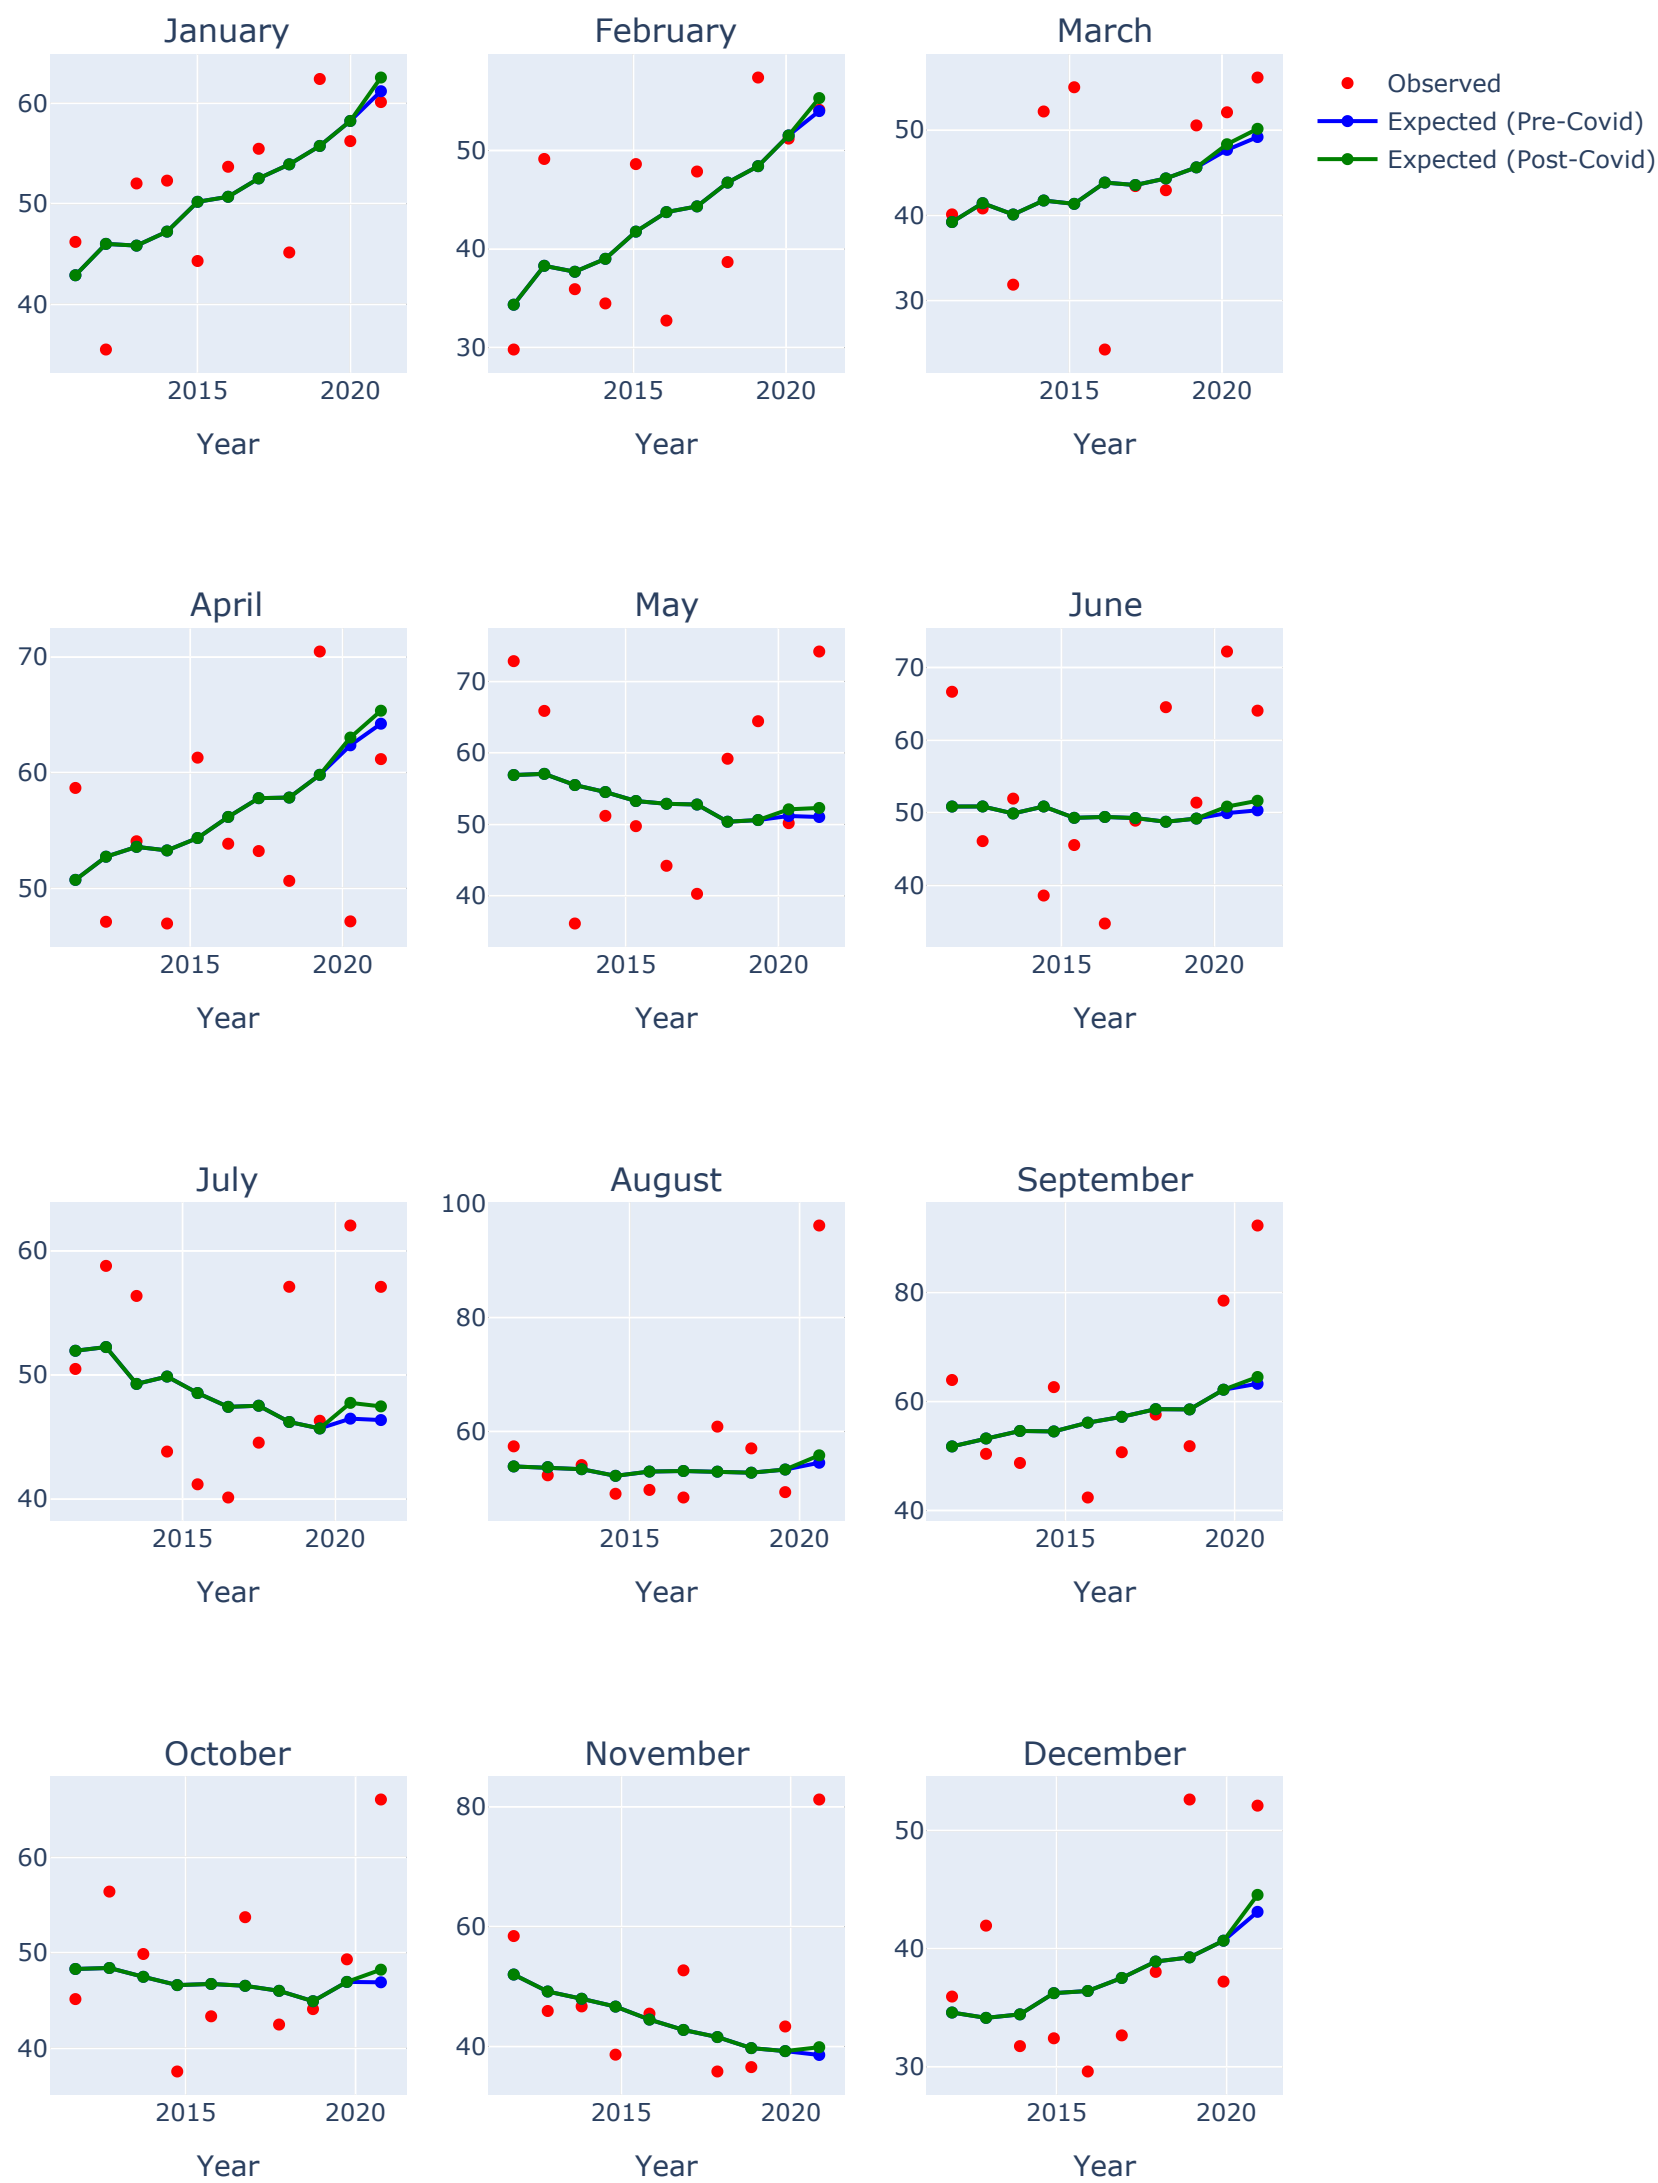 January
February
March
60
50
40
2015
2020
Year
50
40
30
2015
2020
Year
50
40
30
2015
2020
Year
Observed
Expected (Pre-Covid)
Expected (Post-Covid)
April
May
June
70
60
50
2015
2020
Year
70
60
50
40
2015
2020
Year
70
60
50
40
2015
2020
Year
July
August
September
60
50
40
2015
2020
Year
100
80
60
2015
2020
Year
80
60
40
2015
2020
Year
October
November
December
60
50
40
2015
2020
Year
80
60
40
2015
2020
Year
50
40
30
2015
2020
Year